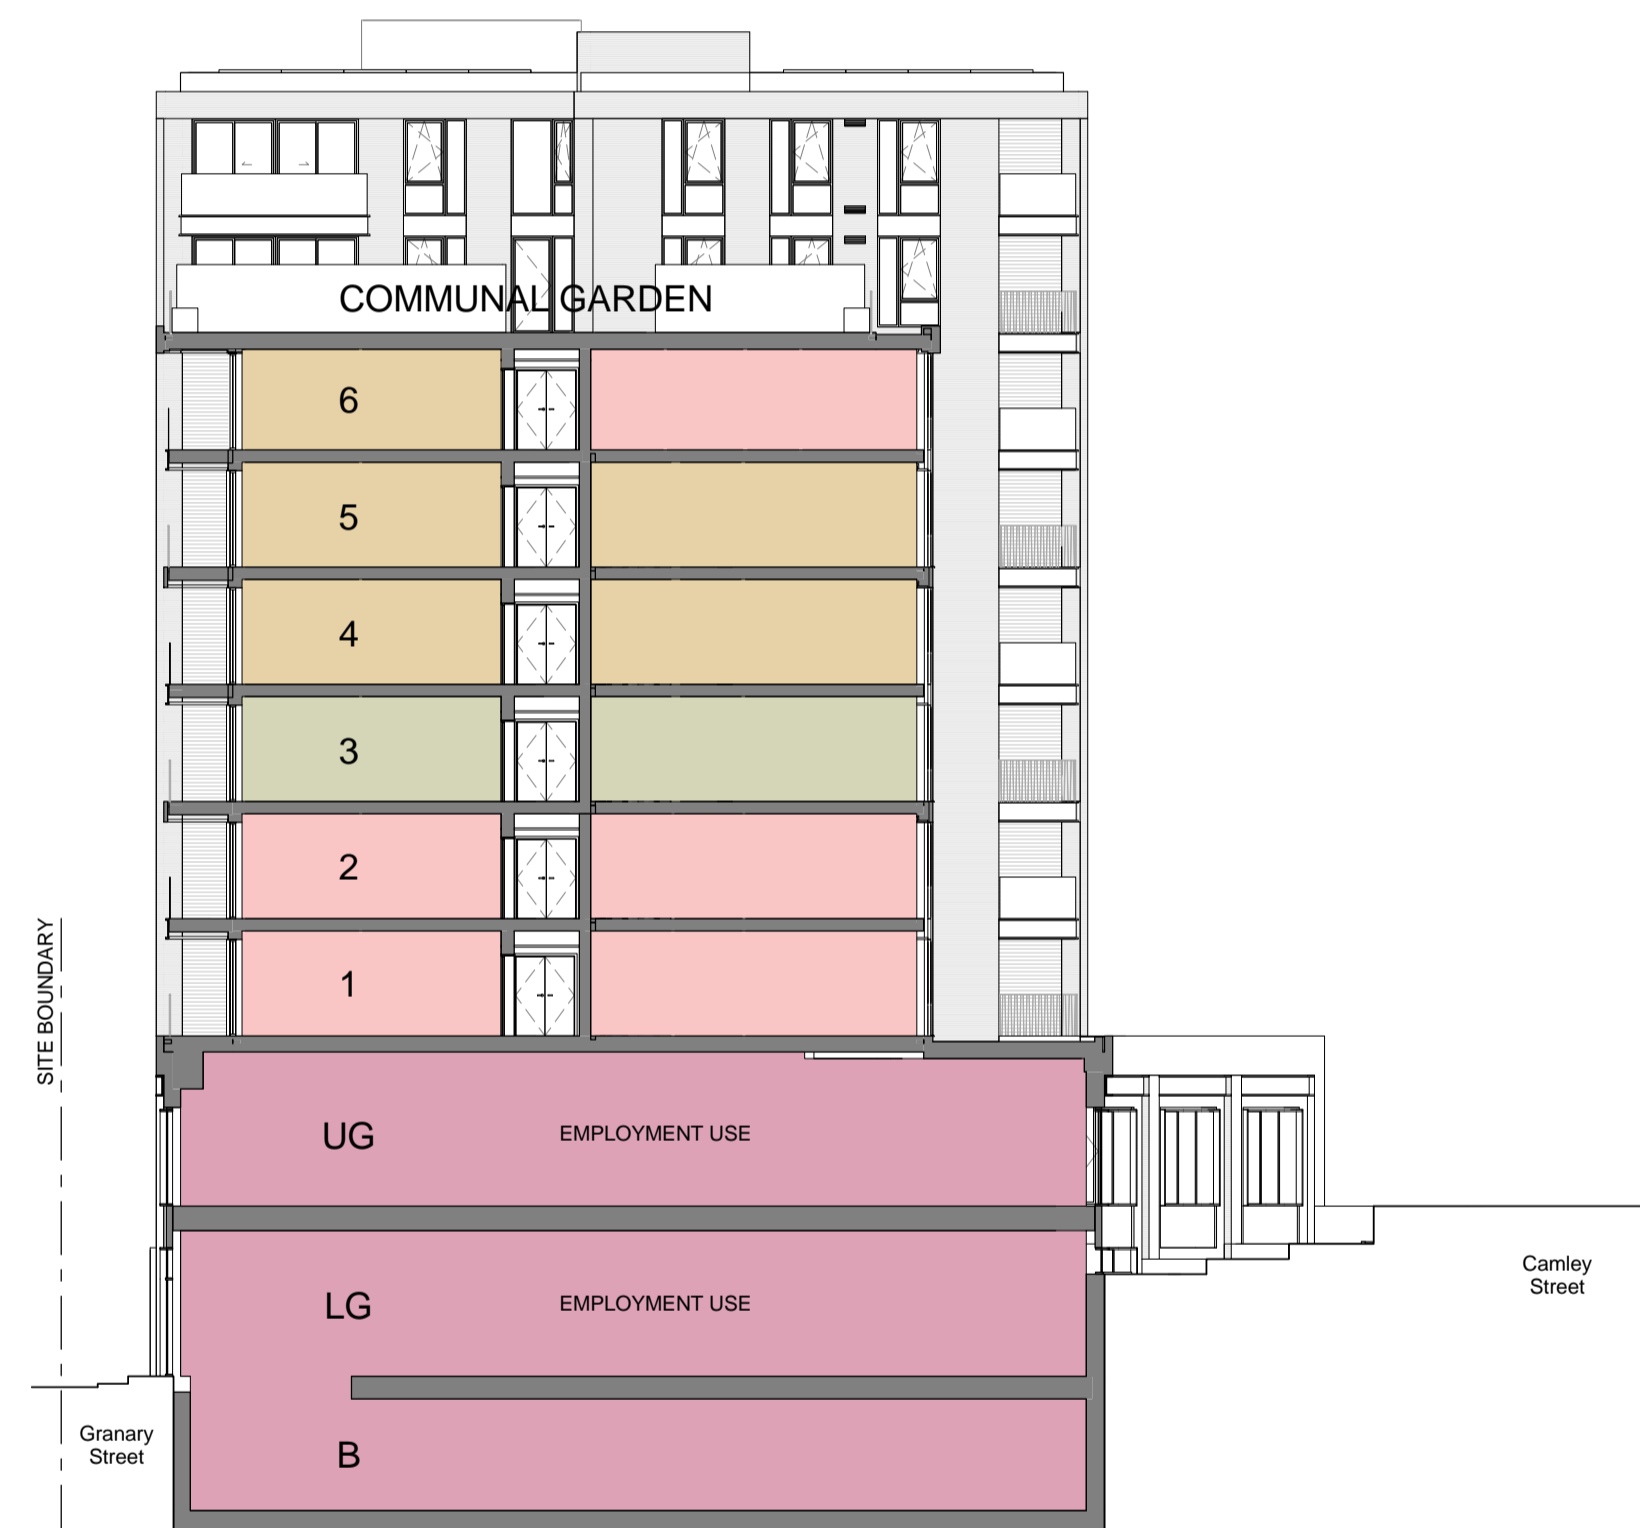 COMMUNAL GARDEN
6
5
4
3
2
1
SITE BOUNDARY
UG
EMPLOYMENT USE
LG
EMPLOYMENT USE
Camley
Street
Granary
Street
B